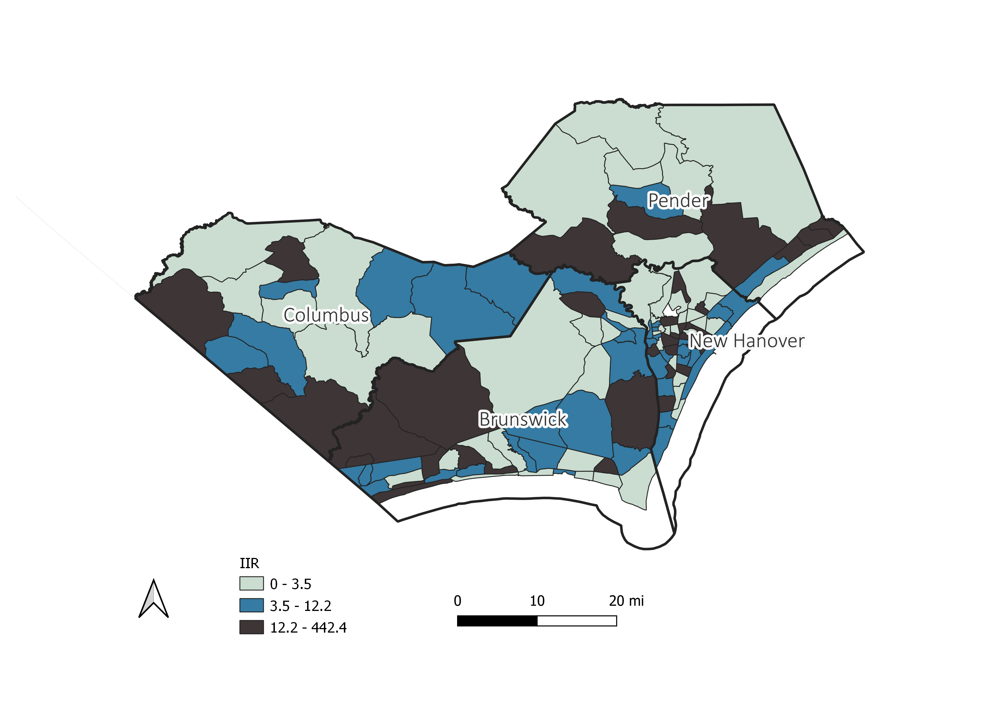 Pender
Columbus
New Hanover
Brunswick
IIR
0 - 3.5
3.5 - 12.2
12.2 - 442.4
0 10 20 mi